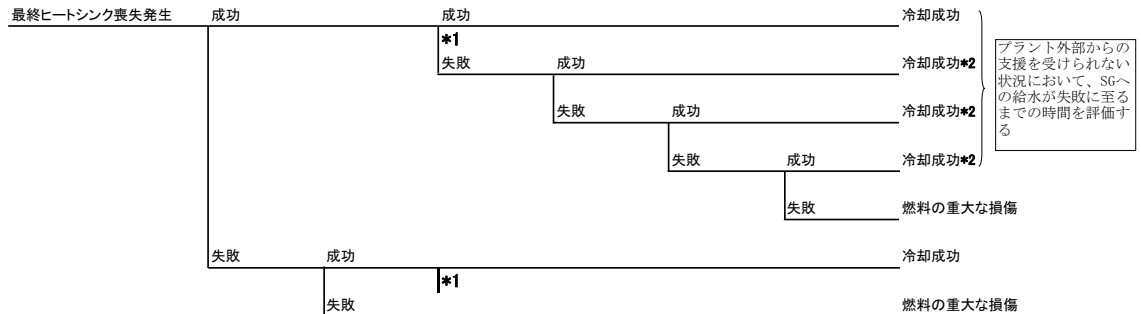 最終ヒートシンク喪失発生 成功 成功 冷却成功
*1
失敗 成功 冷却成功*2
失敗 成功 冷却成功*2
失敗 成功 冷却成功*2
失敗 燃料の重大な損傷
失敗 成功 冷却成功
*1
失敗 燃料の重大な損傷
プラント外部からの
支援を受けられない
状況において、SGへ
の給水が失敗に至る
までの時間を評価す
る